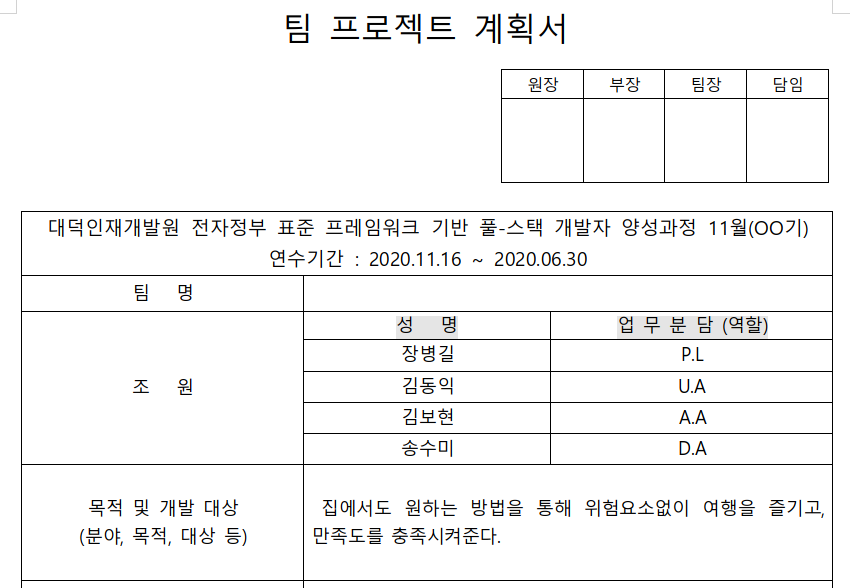 팀 프로젝트 계획서
원장 부장 팀장 담임
대덕인재개발원 전자정부 표준 프레임워크 기반 풀-스택 개발자 양성과정 11월(OO기)
연수기간 : 2020.11.16 ~ 2020.06.30
팀 명
성 명 업 무 분 담 (역할)
장병길 P.L
조 원
김동익 U.A
김보현 A.A
송수미 D.A
목적 및 개발 대상
(분야, 목적, 대상 등)
집에서도 원하는 방법을 통해 위험요소없이 여행을 즐기고,
만족도를 충족시켜준다.